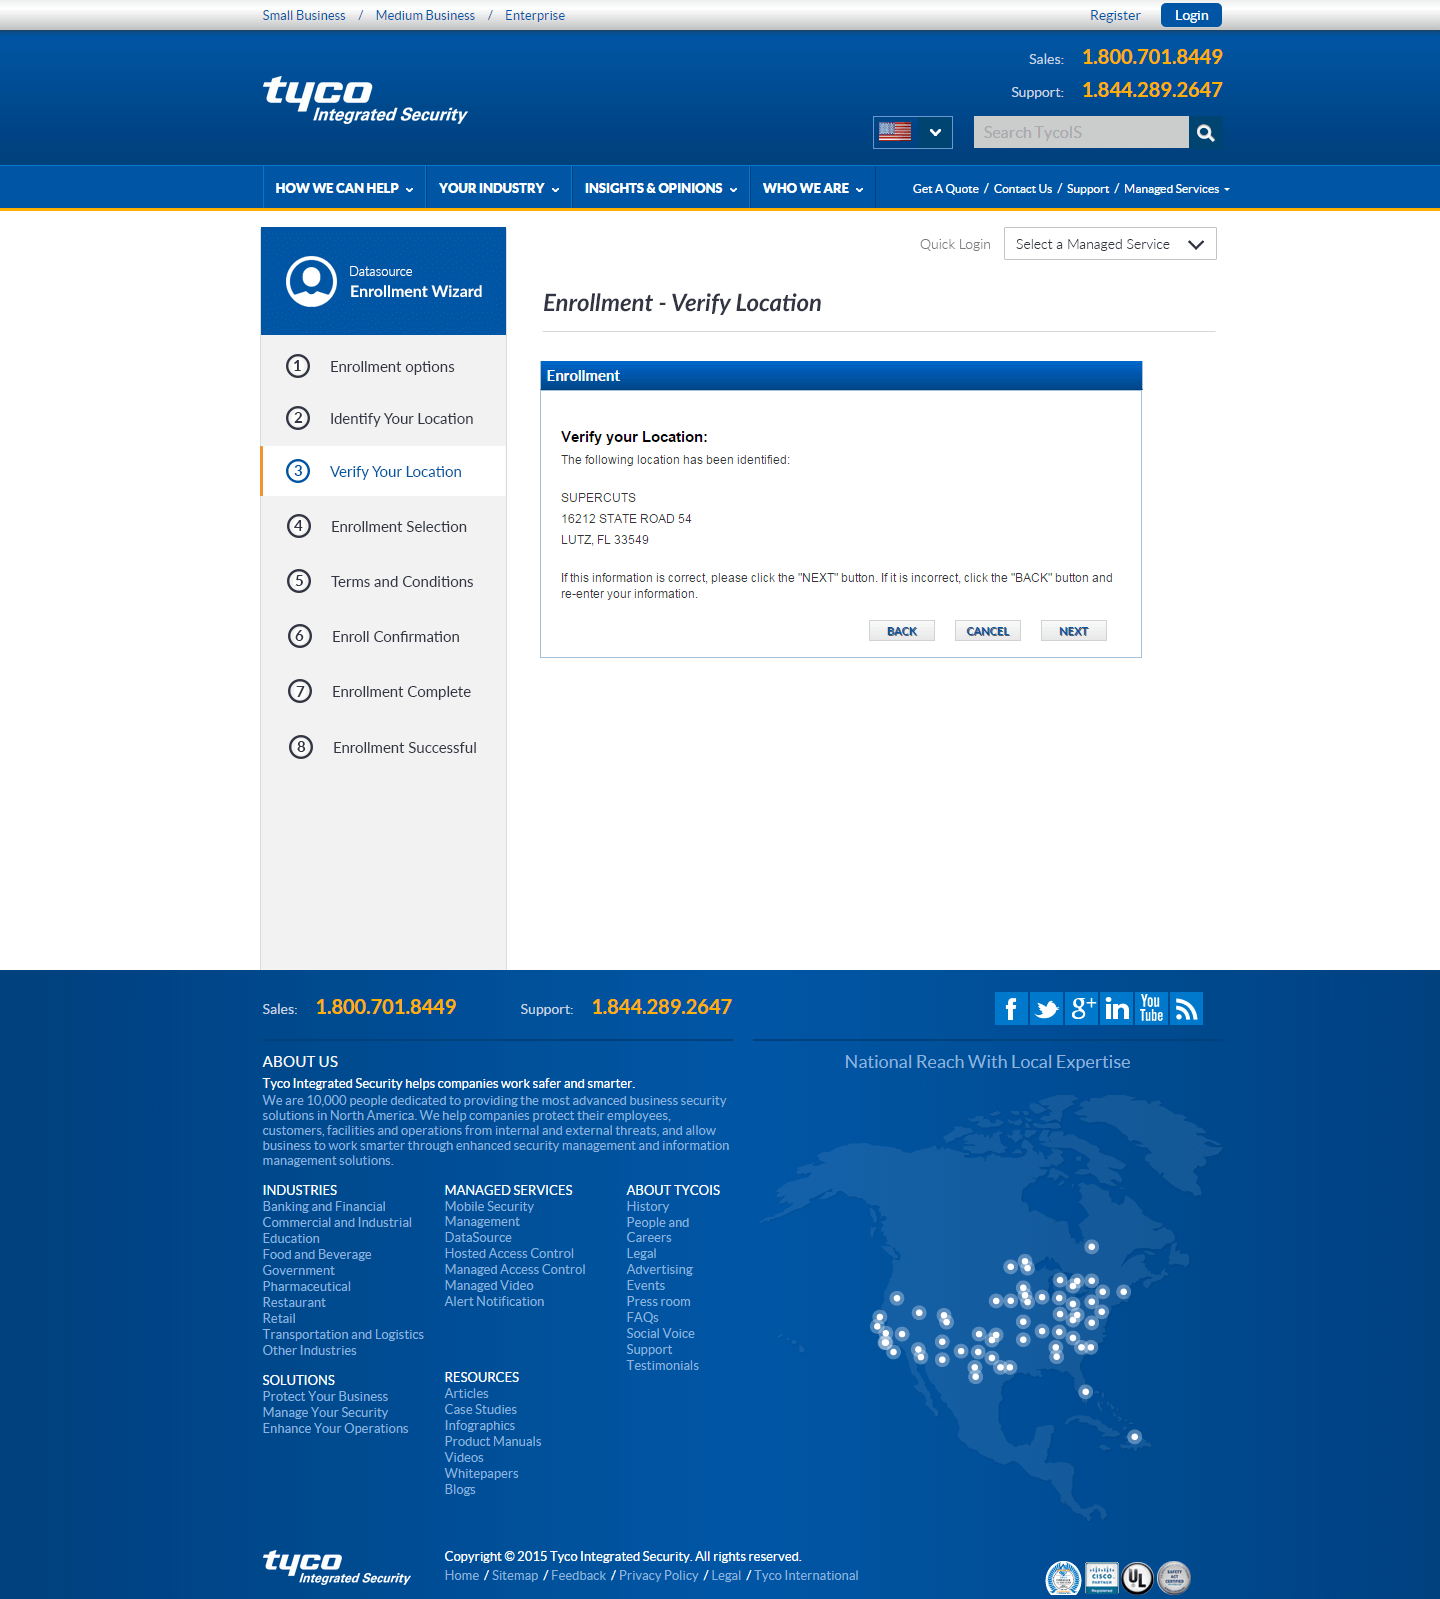 Small Business / Medium Business / Enterprise
Register Login
Sales: 1.800.701.8449
Support: 1.844.289.2647
tyco
Integrated Security
Search TycoIS
HOW WE CAN HELP YOUR INDUSTRY INSIGHTS & OPINIONS WHO WE ARE Get A Quote / Contact Us / Support / Managed Services
Quick Login Select a Managed Service
Datasource
Enrollment Wizard
Enrollment - Verify Location
1 Enrollment options
2 Identify Your Location
3 Verify Your Location
4 Enrollment Selection
5 Terms and Conditions
6 Enroll Confirmation
7 Enrollment Complete
8 Enrollment Successful
Enrollment
Verify your Location:
The following location has been identified:
SUPERCUTS
16212 STATE ROAD 54
LUTZ, FL 33549
If this information is correct, please click the "NEXT" button. If it is incorrect, click the "BACK" button and
re-enter your information.
BACK CANCEL NEXT
Sales: 1.800.701.8449 Support: 1.844.289.2647
f g+ in You Tube
ABOUT US
Tyco Integrated Security helps companies work safer and smarter.
We are 10,000 people dedicated to providing the most advanced business security
solutions in North America. We help companies protect their employees,
customers, facilities and operations from internal and external threats, and allow
business to work smarter through enhanced security management and information
management solutions.
National Reach With Local Expertise
INDUSTRIES
Banking and Financial
Commercial and Industrial
Education
Food and Beverage
Government
Pharmaceutical
Restaurant
Retail
Transportation and Logistics
Other Industries
SOLUTIONS
Protect Your Business
Manage Your Security
Enhance Your Operations
MANAGED SERVICES
Mobile Security
Management
DataSource
Hosted Access Control
Managed Access Control
Managed Video
Alert Notification
RESOURCES
Articles
Case Studies
Infographics
Product Manuals
Videos
Whitepapers
Blogs
ABOUT TYCOIS
History
People and
Careers
Legal
Advertising
Events
Press room
FAQs
Social Voice
Support
Testimonials
tyco
Integrated Security
Copyright © 2015 Tyco Integrated Security. All rights reserved.
Home / Sitemap / Feedback / Privacy Policy / Legal / Tyco International
CISCO
PARTNER
Registered
UL
SAFETY
ACT
CERTIFIED